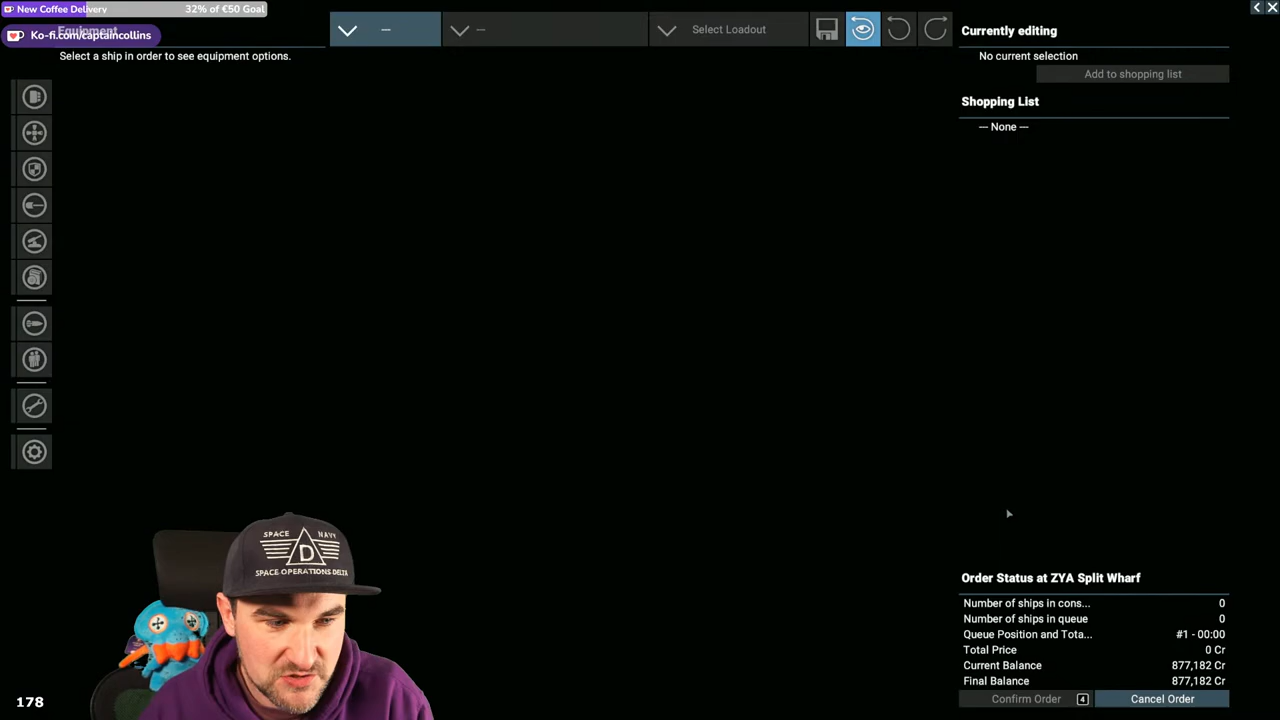 New Coffee Delivery
32% of €50 Goal
Ko-fi.com/captaincollins
Equipment
Select a ship in order to see equipment options.
—
—
Select Loadout
Currently editing
No current selection
Add to shopping list
Shopping List
--- None ---
SPACE NAVY
D
SPACE OPERATIONS DELTA
178
Order Status at ZYA Split Wharf
Number of ships in cons... 0
Number of ships in queue 0
Queue Position and Tota... #1 - 00:00
Total Price 0 Cr
Current Balance 877,182 Cr
Final Balance 877,182 Cr
Confirm Order 4
Cancel Order